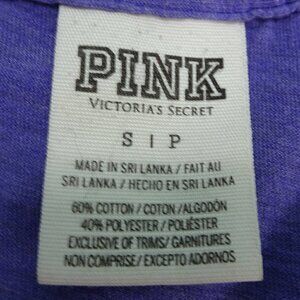 PINK
VICTORIA'S SECRET
S | P
MADE IN SRI LANKA / FAIT AU
SRI LANKA / HECHO EN SRI LANKA
60% COTTON / COTON /ALGODÓN
40% POLYESTER / POLIÉSTER
EXCLUSIVE OF TRIMS/ GARNITURES
NON COMPRISE / EXCEPTO ADORNOS